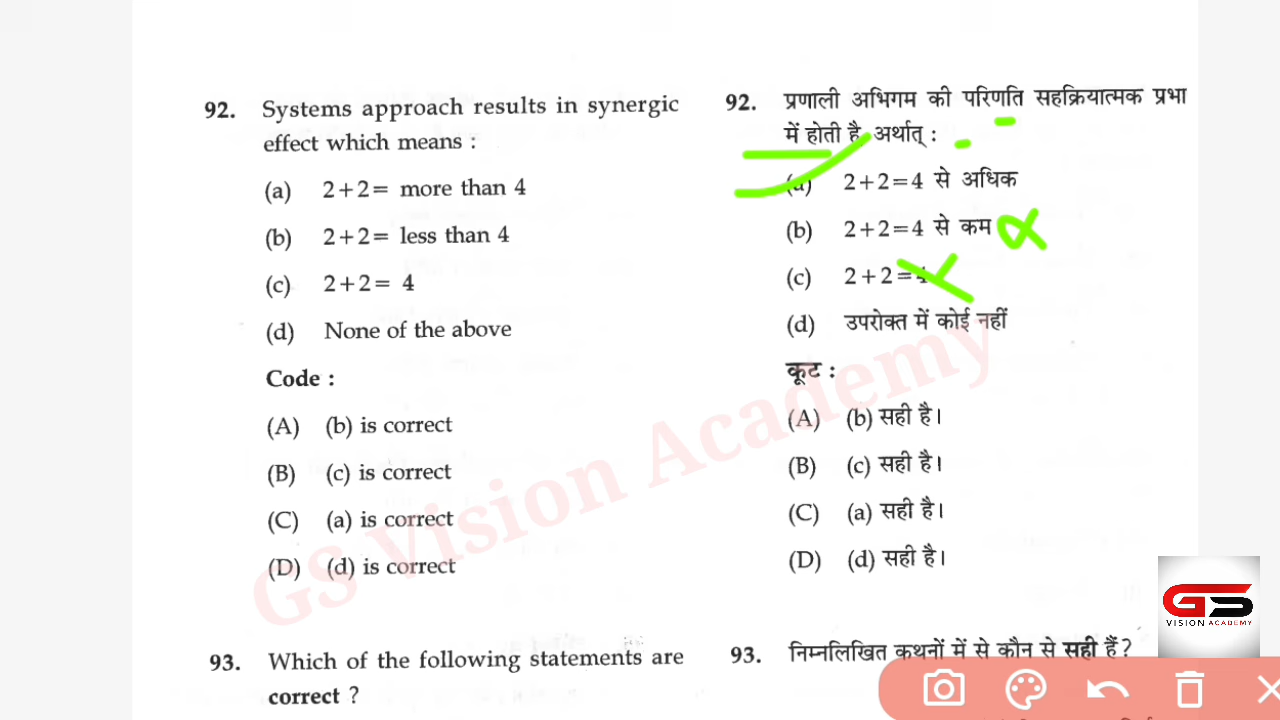 92. Systems approach results in synergic
effect which means :
(a) 2+2= more than 4
(b) 2+2= less than 4
(c) 2+2= 4
(d) None of the above
Code :
(A) (b) is correct
(B) (c) is correct
(C) (a) is correct
(D) (d) is correct
93. Which of the following statements are
correct ?
92. प्रणाली अभिगम की परिणति सहक्रियात्मक प्रभा
में होती है, अर्थात् :
(a) 2+2=4 से अधिक
(b) 2+2=4 से कम
(c) 2+2=4
(d) उपरोक्त में कोई नहीं
कूट :
(A) (b) सही है।
(B) (c) सही है।
(C) (a) सही है।
(D) (d) सही है।
93. निम्नलिखित कथनों में से कौन से सही हैं?
GS Vision Academy
GS
VISION ACADEMY